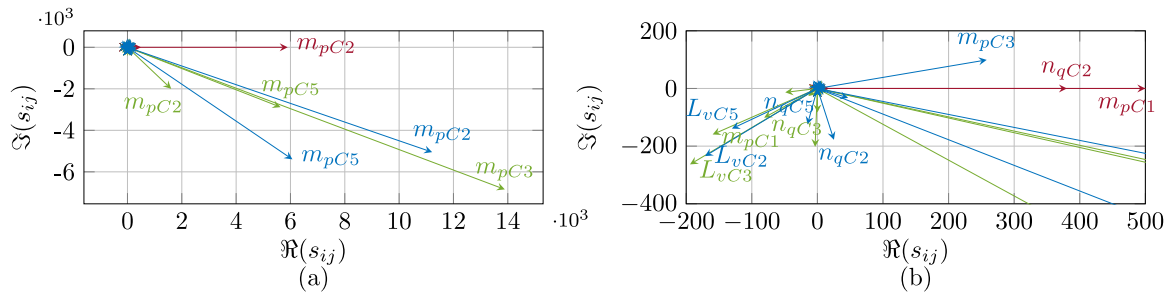 ·10³
0
-2
-4
-6
ℑ(s_ij)
m_pC2
m_pC5
m_pC2
m_pC2
m_pC5
m_pC3
0 2 4 6 8 10 12 14
·10³
ℜ(s_ij)
(a)
200
0
−200
−400
ℑ(s_ij)
m_pC3
n_qC2
m_pC1
L_vC5
n_qC5
n_qC3
m_pC1
L_vC2
n_qC2
L_vC3
−200 −100 0 100 200 300 400 500
ℜ(s_ij)
(b)